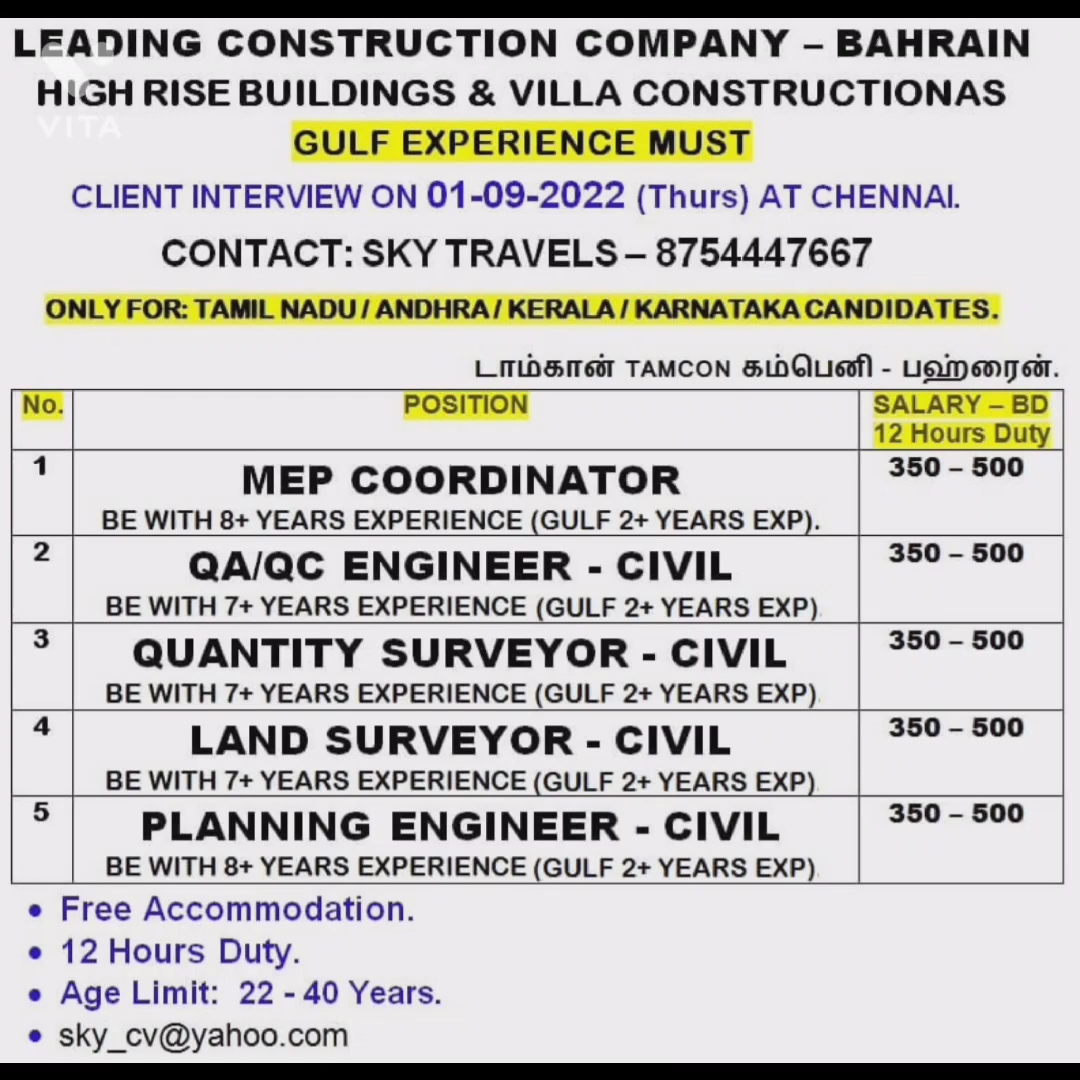 LEADING CONSTRUCTION COMPANY – BAHRAIN
HIGH RISE BUILDINGS & VILLA CONSTRUCTIONAS
VITA
GULF EXPERIENCE MUST
CLIENT INTERVIEW ON 01-09-2022 (Thurs) AT CHENNAI.
CONTACT: SKY TRAVELS – 8754447667
ONLY FOR: TAMIL NADU / ANDHRA / KERALA / KARNATAKA CANDIDATES.
டாம்கான் TAMCON கம்பெனி - பஹ்ரைன்.
No. POSITION SALARY – BD
12 Hours Duty
1 MEP COORDINATOR 350 – 500
BE WITH 8+ YEARS EXPERIENCE (GULF 2+ YEARS EXP).
2 QA/QC ENGINEER - CIVIL 350 – 500
BE WITH 7+ YEARS EXPERIENCE (GULF 2+ YEARS EXP).
3 QUANTITY SURVEYOR - CIVIL 350 – 500
BE WITH 7+ YEARS EXPERIENCE (GULF 2+ YEARS EXP).
4 LAND SURVEYOR - CIVIL 350 – 500
BE WITH 7+ YEARS EXPERIENCE (GULF 2+ YEARS EXP).
5 PLANNING ENGINEER - CIVIL 350 – 500
BE WITH 8+ YEARS EXPERIENCE (GULF 2+ YEARS EXP).
• Free Accommodation.
• 12 Hours Duty.
• Age Limit: 22 - 40 Years.
• sky_cv@yahoo.com